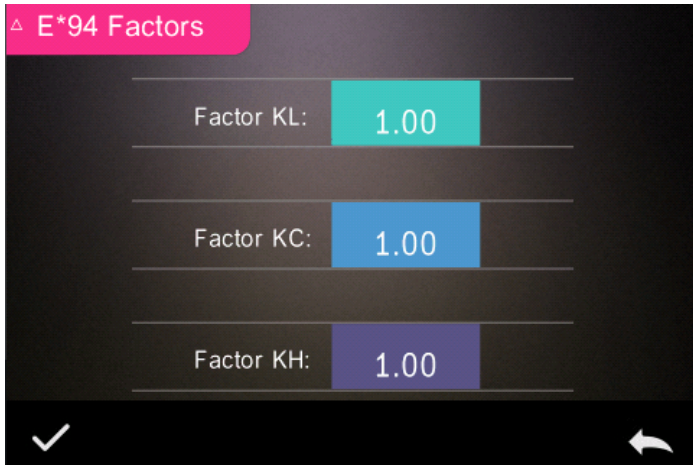 △ E*94 Factors
Factor KL: 1.00
Factor KC: 1.00
Factor KH: 1.00